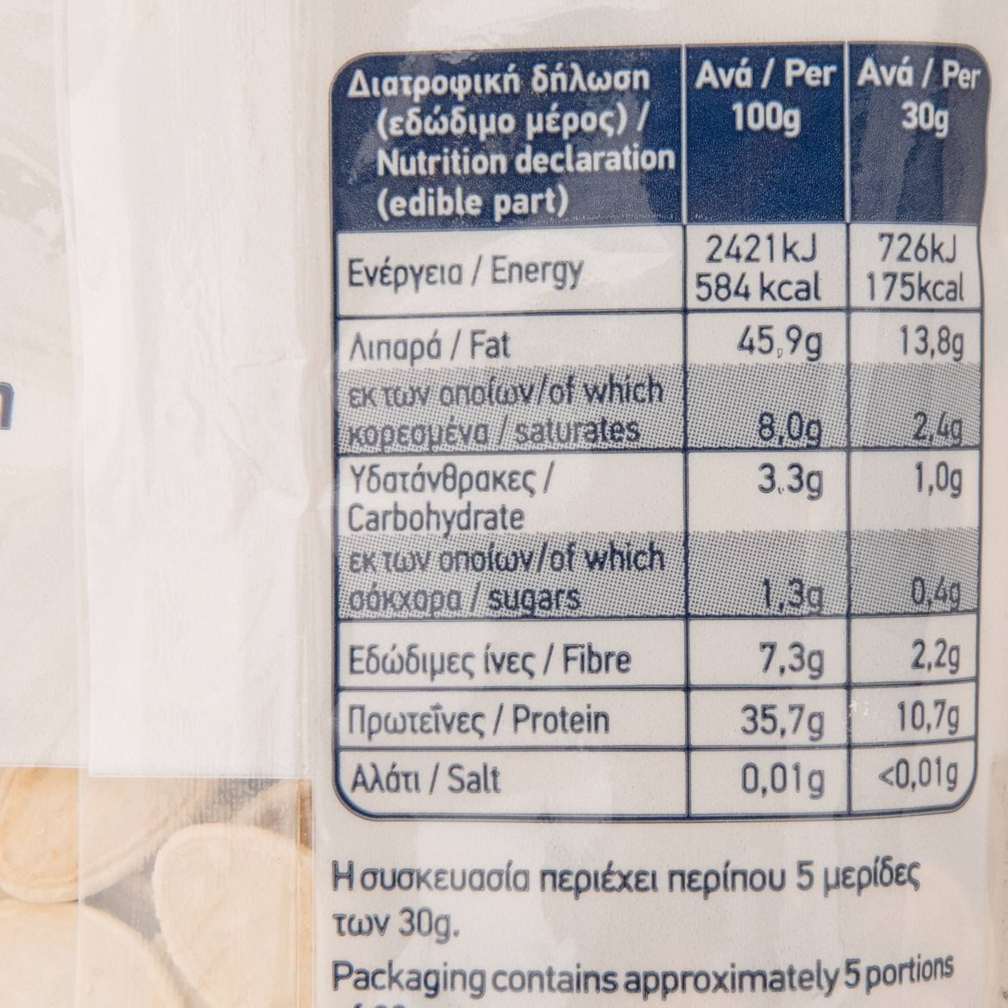 Διατροφική δήλωση
(εδώδιμο μέρος) /
Nutrition declaration
(edible part)
Ανά / Per
100g
Ανά / Per
30g
Ενέργεια / Energy
2421kJ
584 kcal
726kJ
175kcal
Λιπαρά / Fat 45,9g 13,8g
εκ των οποίων/of which
κορεσμένα / saturates 8,0g 2,4g
Υδατάνθρακες / 3,3g 1,0g
Carbohydrate
εκ των οποίων/of which
σάκχαρα / sugars 1,3g 0,4g
Εδώδιμες ίνες / Fibre 7,3g 2,2g
Πρωτεΐνες / Protein 35,7g 10,7g
Αλάτι / Salt 0,01g <0,01g
Η συσκευασία περιέχει περίπου 5 μερίδες
των 30g.
Packaging contains approximately 5 portions